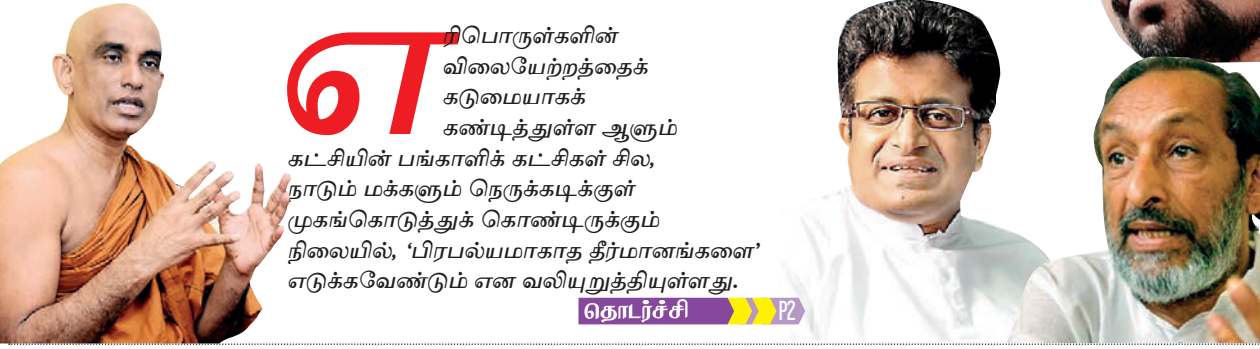 எரிபொருள்களின்
விலையேற்றத்தைக்
கடுமையாகக்
கண்டித்துள்ள ஆளும்
கட்சியின் பங்காளிக் கட்சிகள் சில,
நாடும் மக்களும் நெருக்கடிக்குள்
முகங்கொடுத்துக் கொண்டிருக்கும்
நிலையில், ‘பிரபல்யமாகாத தீர்மானங்களை’
எடுக்கவேண்டும் என வலியுறுத்தியுள்ளது.
தொடர்ச்சி P2